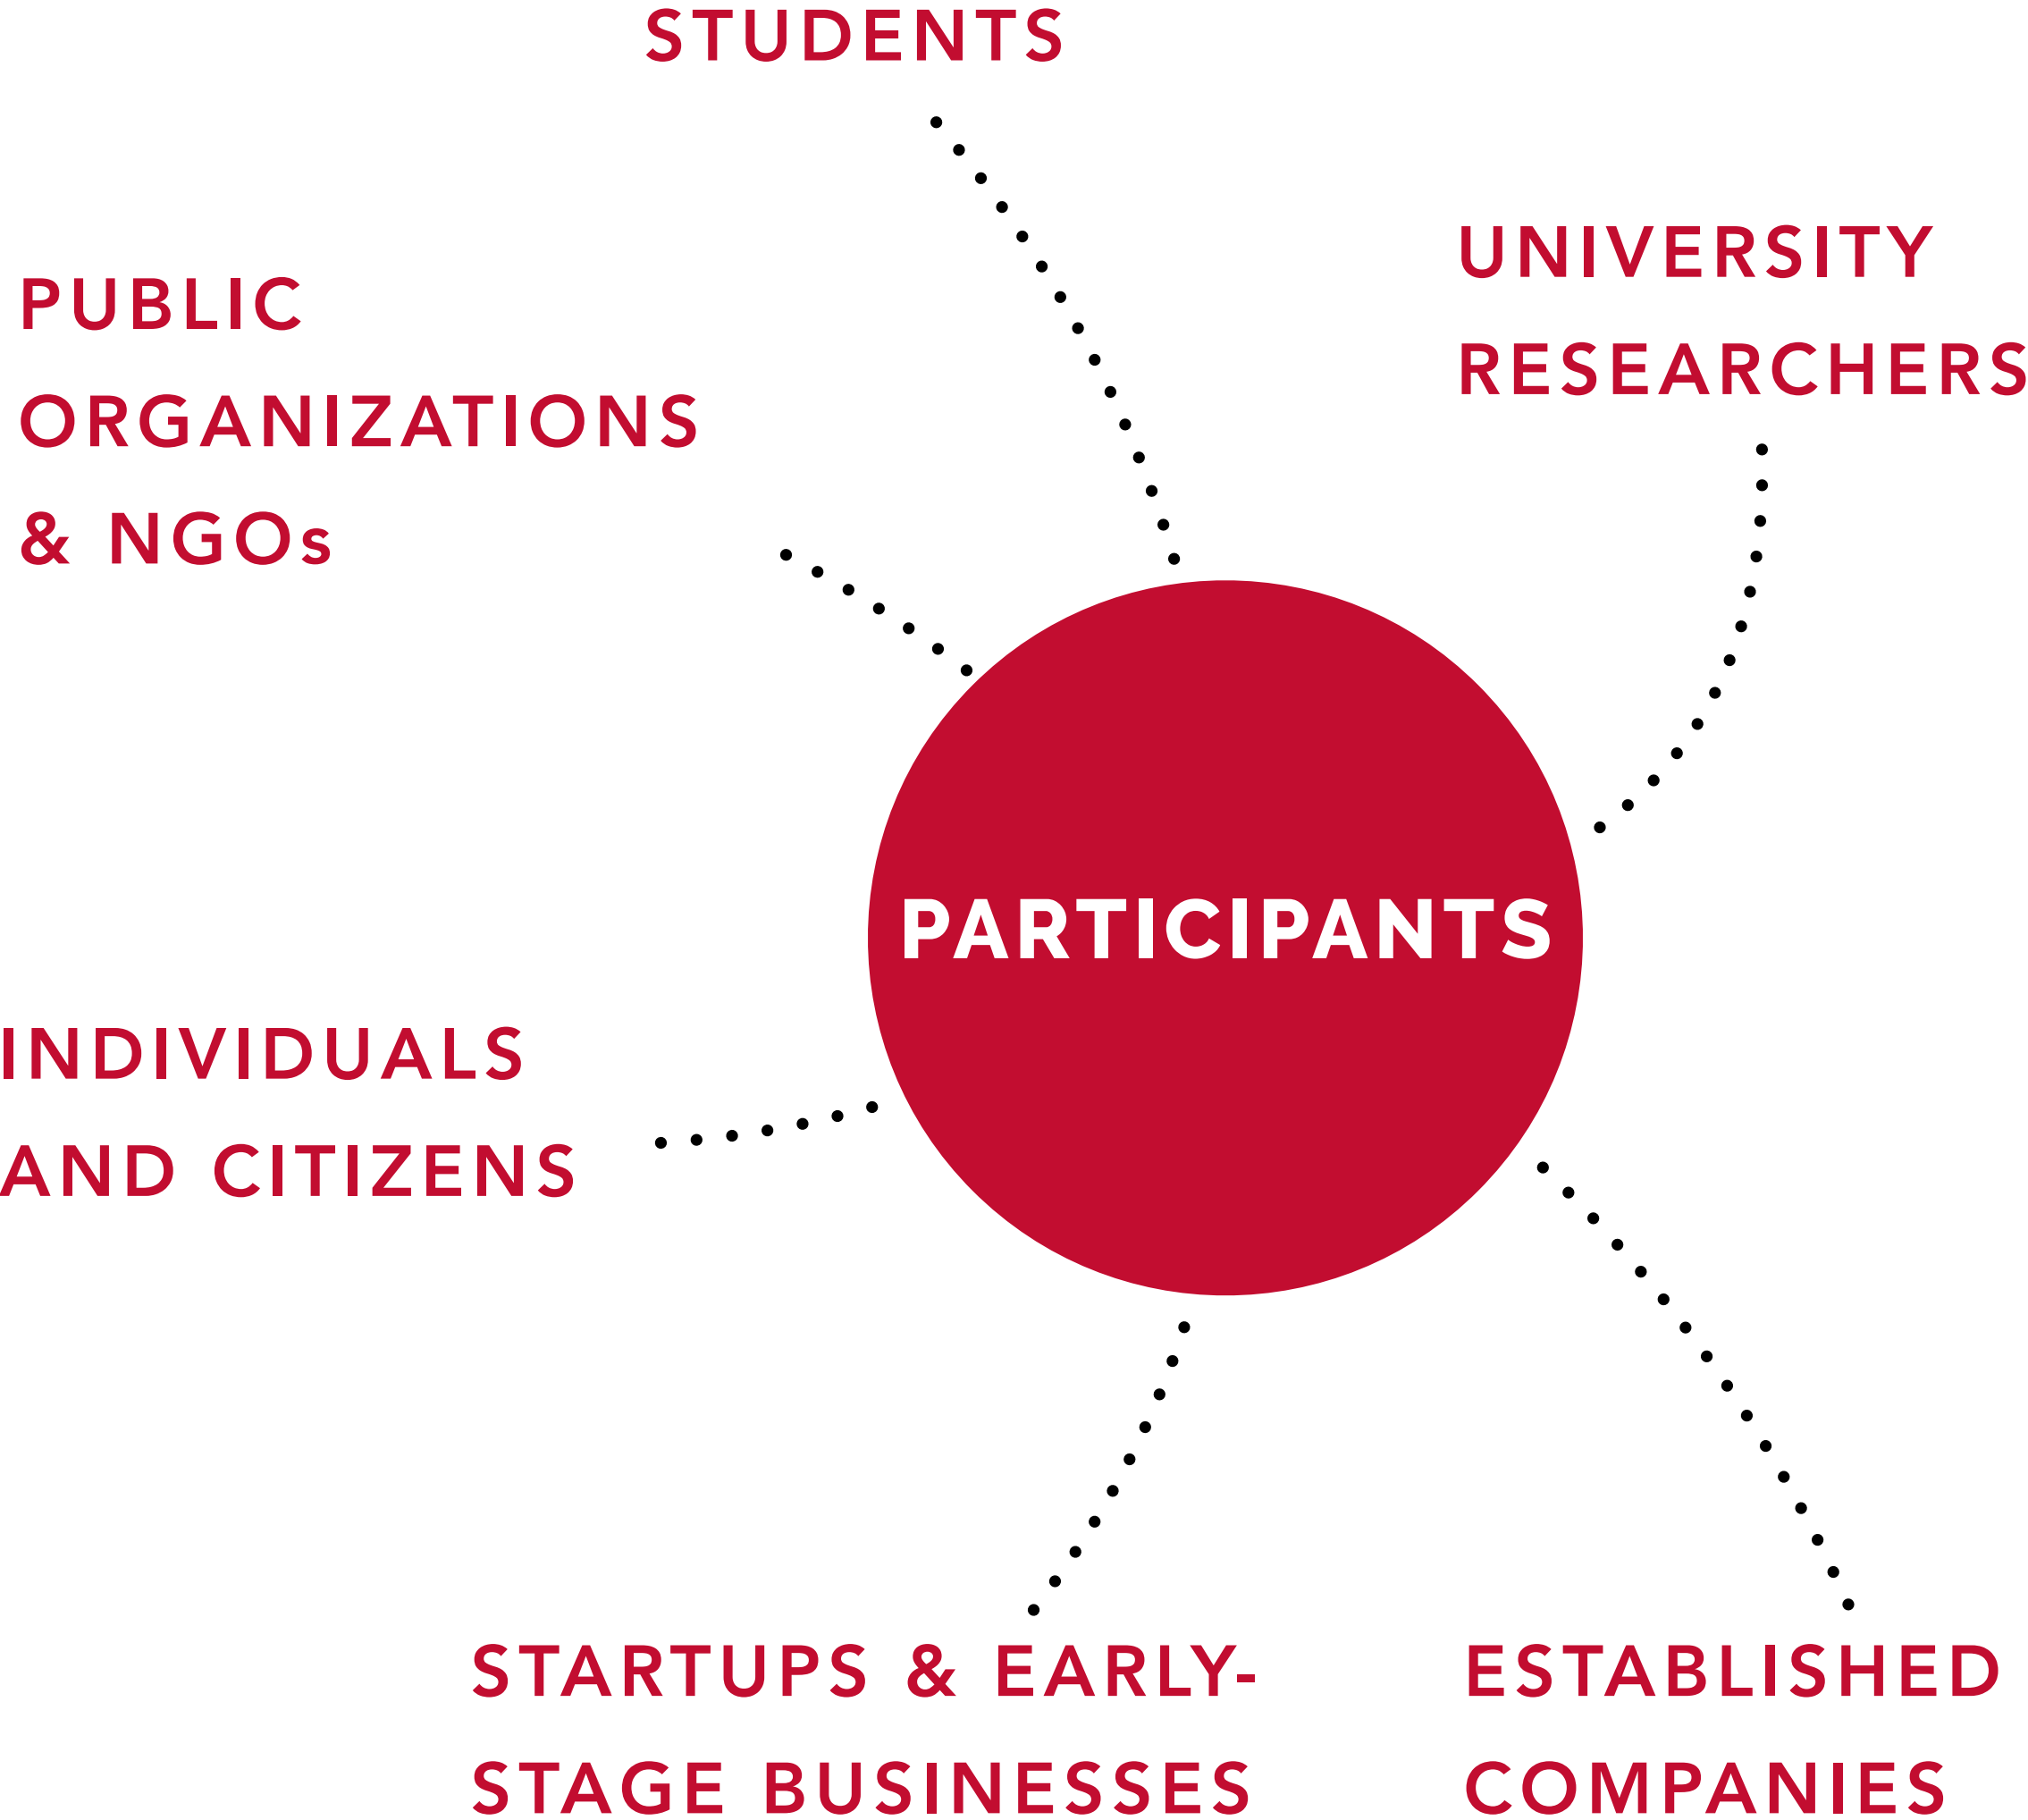 STUDENTS
UNIVERSITY
RESEARCHERS
PUBLIC
ORGANIZATIONS
& NGOs
PARTICIPANTS
INDIVIDUALS
AND CITIZENS
STARTUPS & EARLY-
STAGE BUSINESSES
ESTABLISHED
COMPANIES